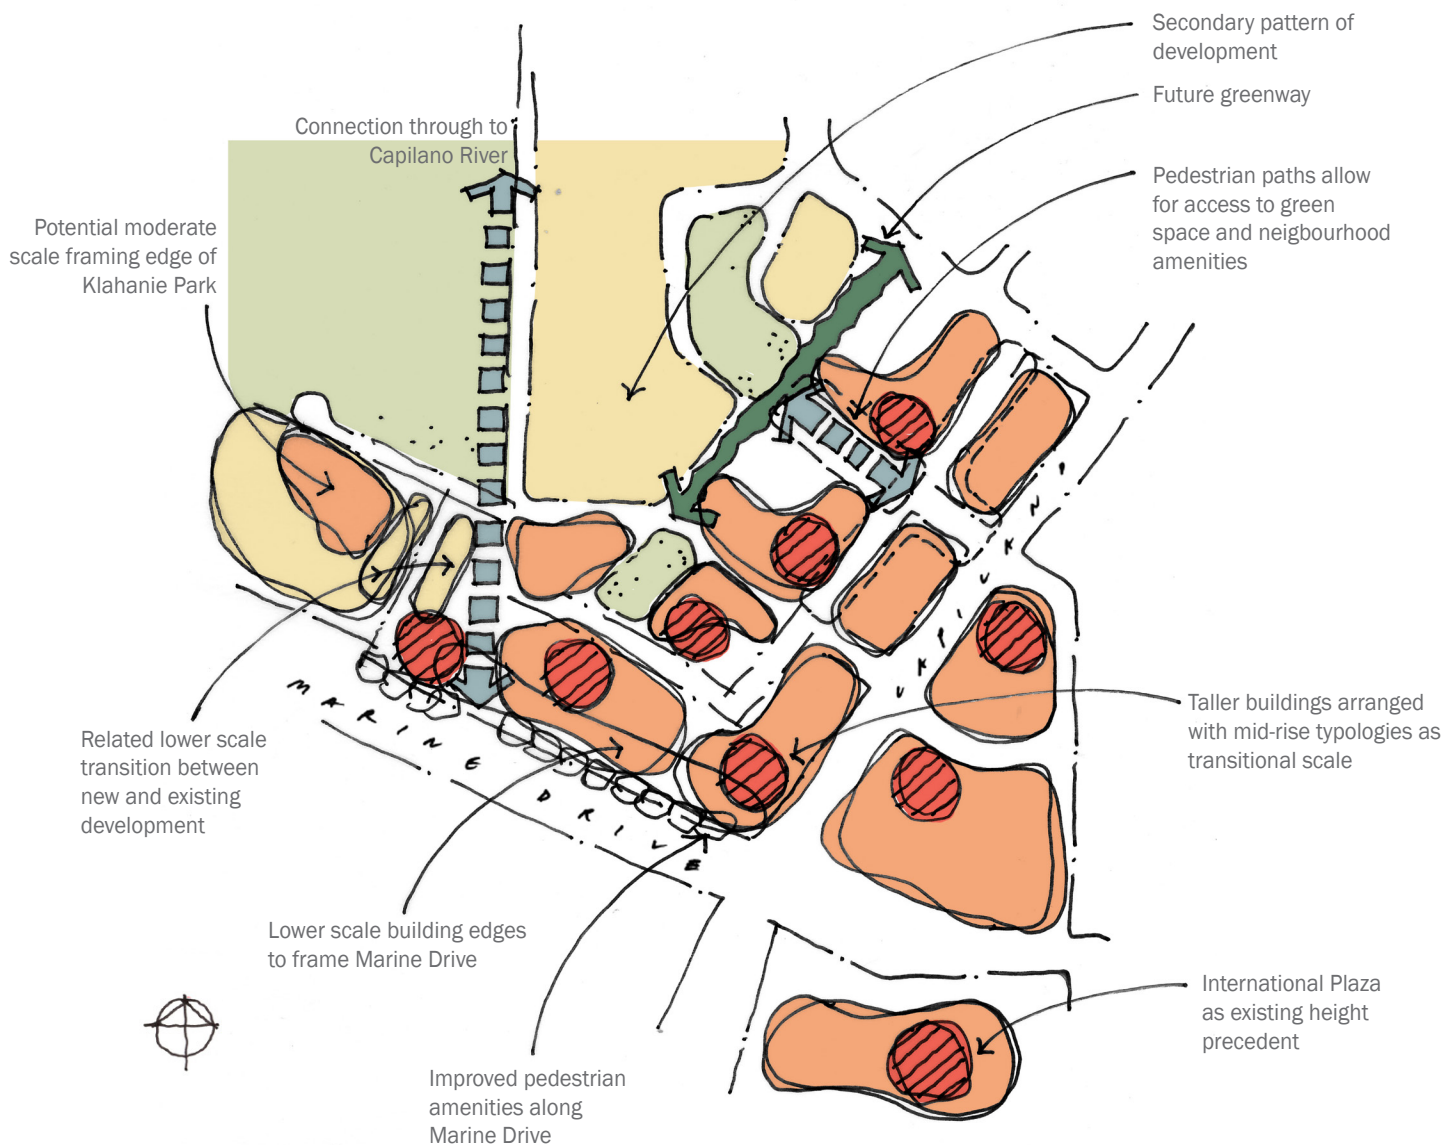 Secondary pattern of
development
Future greenway
Connection through to
Capilano River
Pedestrian paths allow
for access to green
space and neigbourhood
amenities
Potential moderate
scale framing edge of
Klahanie Park
MARINE DRIVE
Taller buildings arranged
with mid-rise typologies as
transitional scale
Related lower scale
transition between
new and existing
development
Lower scale building edges
to frame Marine Drive
International Plaza
as existing height
precedent
Improved pedestrian
amenities along
Marine Drive